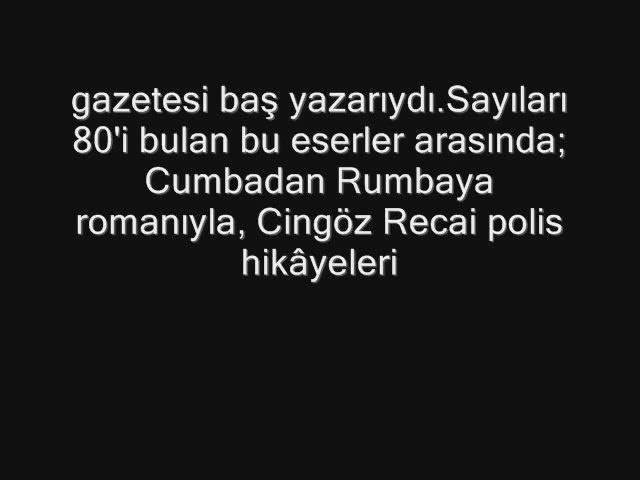 gazetesi baş yazarıydı.Sayıları
80'i bulan bu eserler arasında;
Cumbadan Rumbaya
romanıyla, Cingöz Recai polis
hikâyeleri